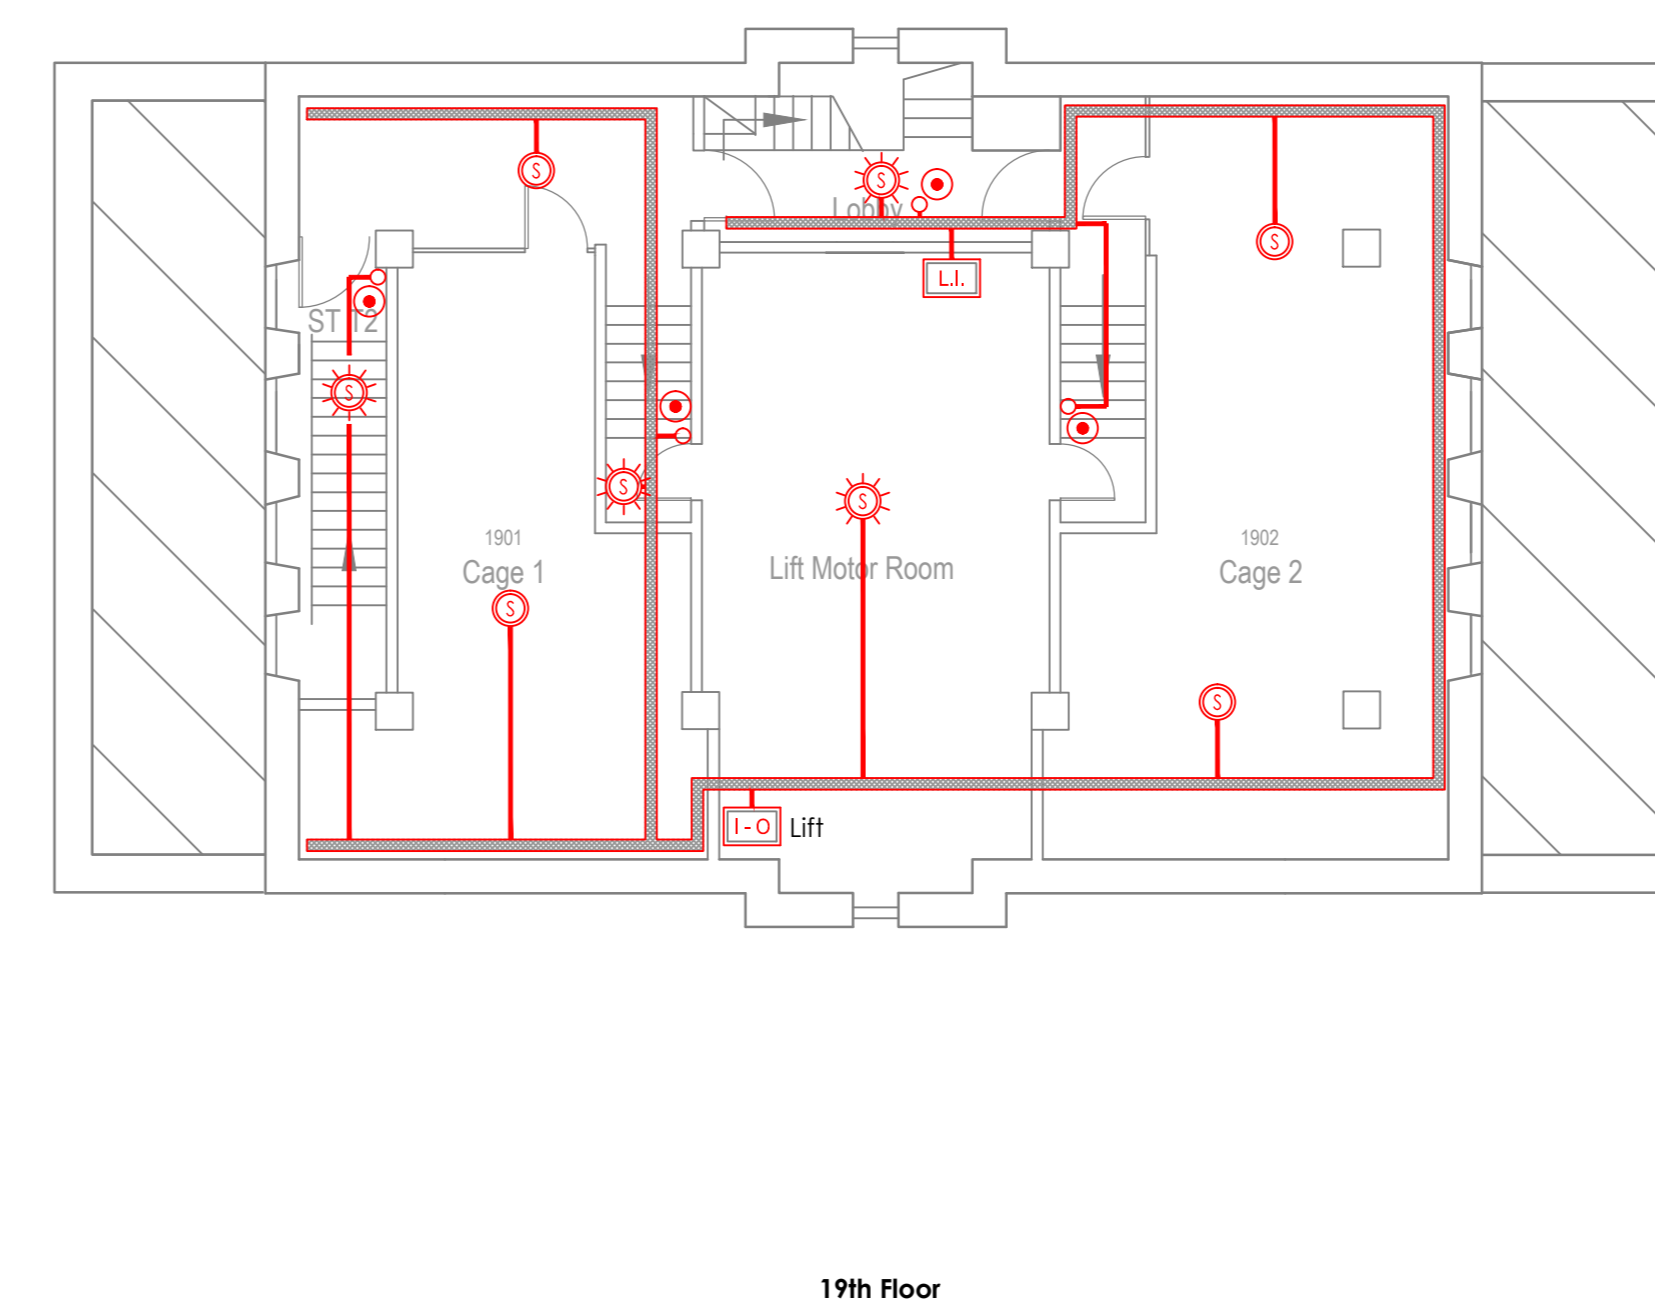 S
S
Lobby
S
L.I.
ST T2
S
S
S
1901
Cage 1
Lift Motor Room
1902
Cage 2
S
S
I - O Lift
19th Floor